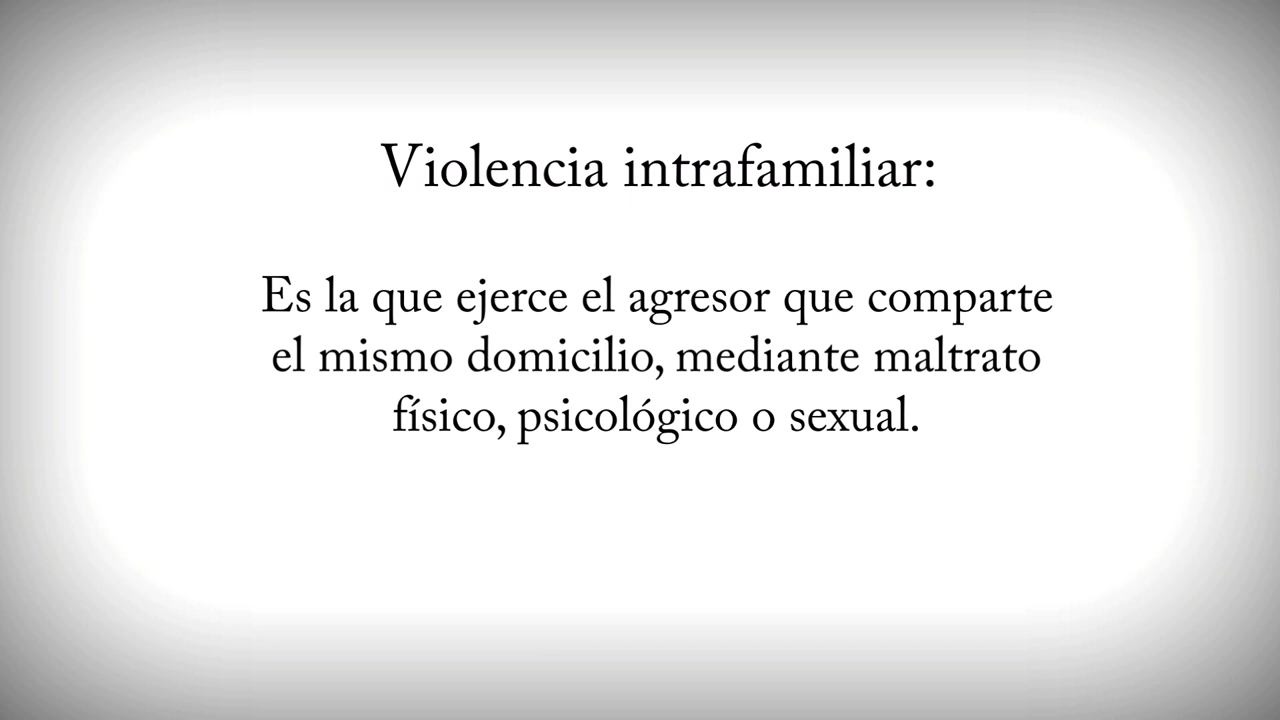 Violencia intrafamiliar:
Es la que ejerce el agresor que comparte
el mismo domicilio, mediante maltrato
físico, psicológico o sexual.